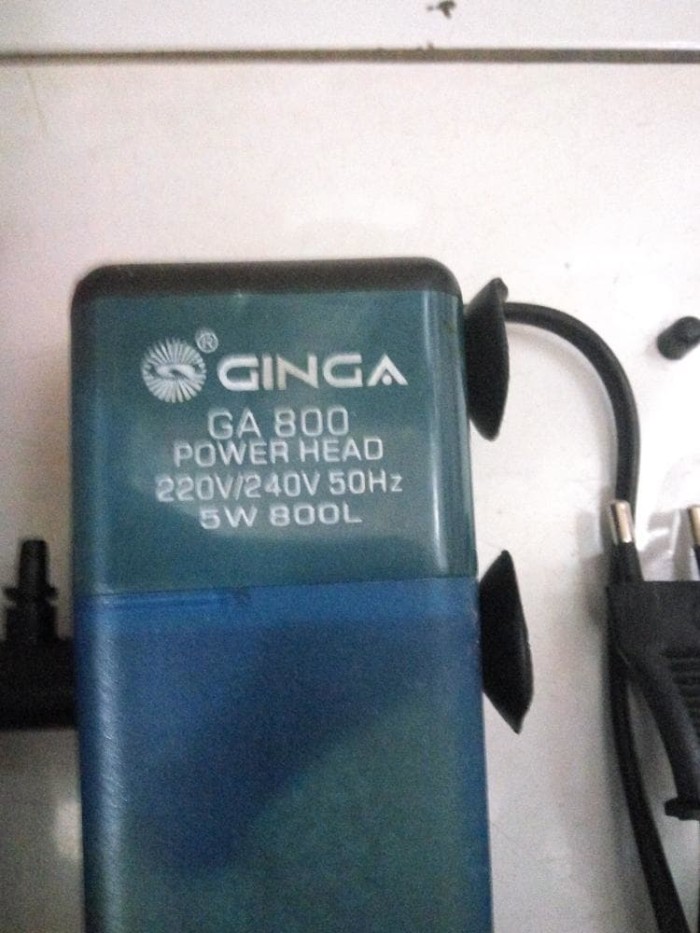 ® GINGA
GA 800
POWER HEAD
220V/240V 50Hz
5W 800L